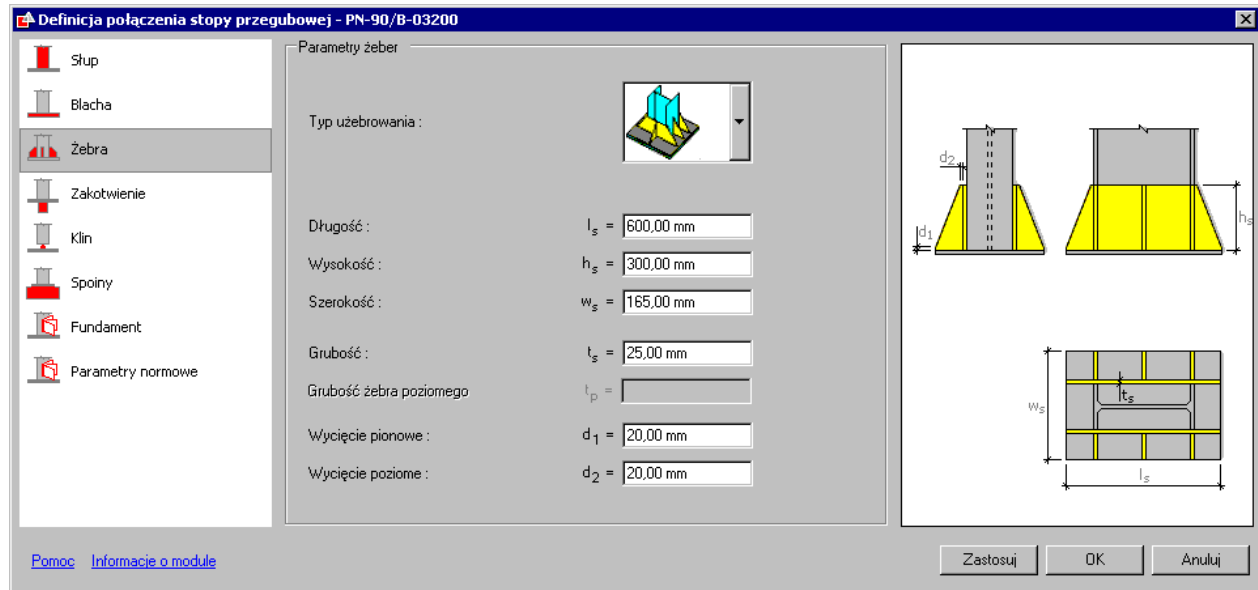 Definicja połączenia stopy przegubowej - PN-90/B-03200
Słup
Blacha
Żebra
Zakotwienie
Klin
Spoiny
Fundament
Parametry normowe
Parametry żeber
Typ użebrowania :
Długość : ls = 600,00 mm
Wysokość : hs = 300,00 mm
Szerokość : ws = 165,00 mm
Grubość : ts = 25,00 mm
Grubość żebra poziomego tp =
Wycięcie pionowe : d1 = 20,00 mm
Wycięcie poziome : d2 = 20,00 mm
d2
d1
hs
ts
ws
ls
Pomoc Informacje o module
Zastosuj OK Anuluj